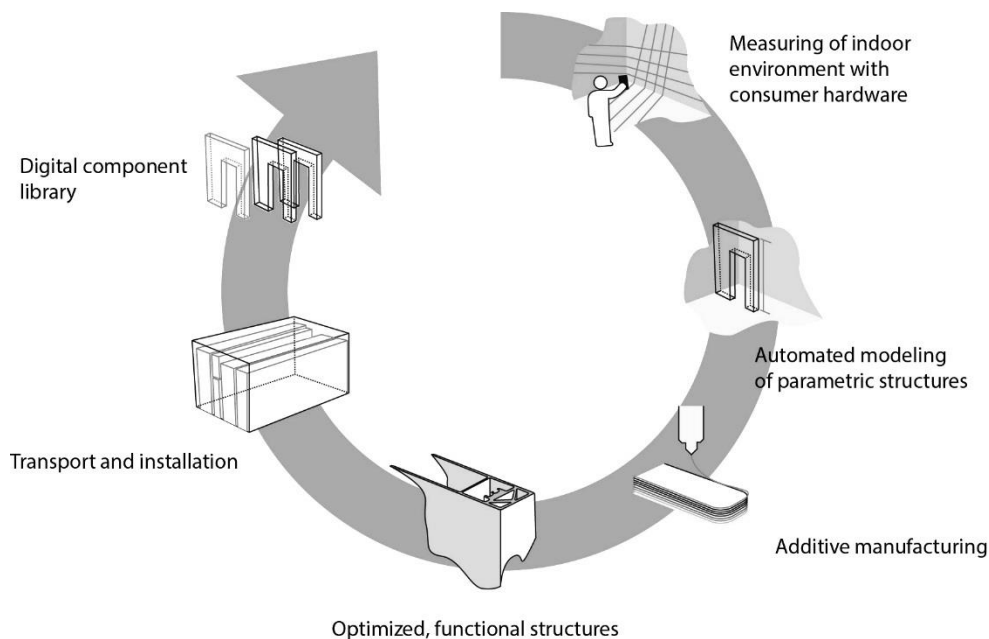 Measuring of indoor
environment with
consumer hardware
Digital component
library
Automated modeling
of parametric structures
Transport and installation
Additive manufacturing
Optimized, functional structures